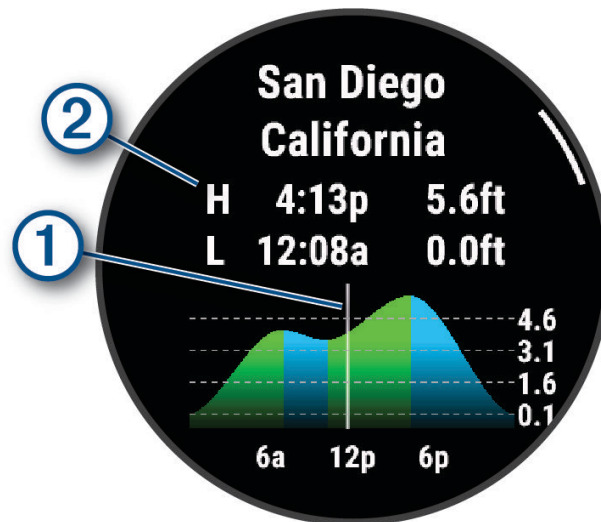 San Diego
California
2
H 4:13p 5.6ft
L 12:08a 0.0ft
1
4.6
3.1
1.6
0.1
6a 12p 6p